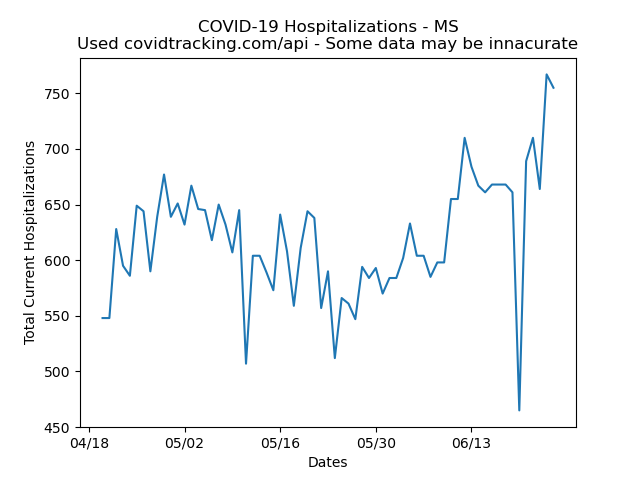 COVID-19 Hospitalizations - MS
Used covidtracking.com/api - Some data may be innacurate
750
700
650
600
550
500
450
Total Current Hospitalizations
04/18 05/02 05/16 05/30 06/13
Dates